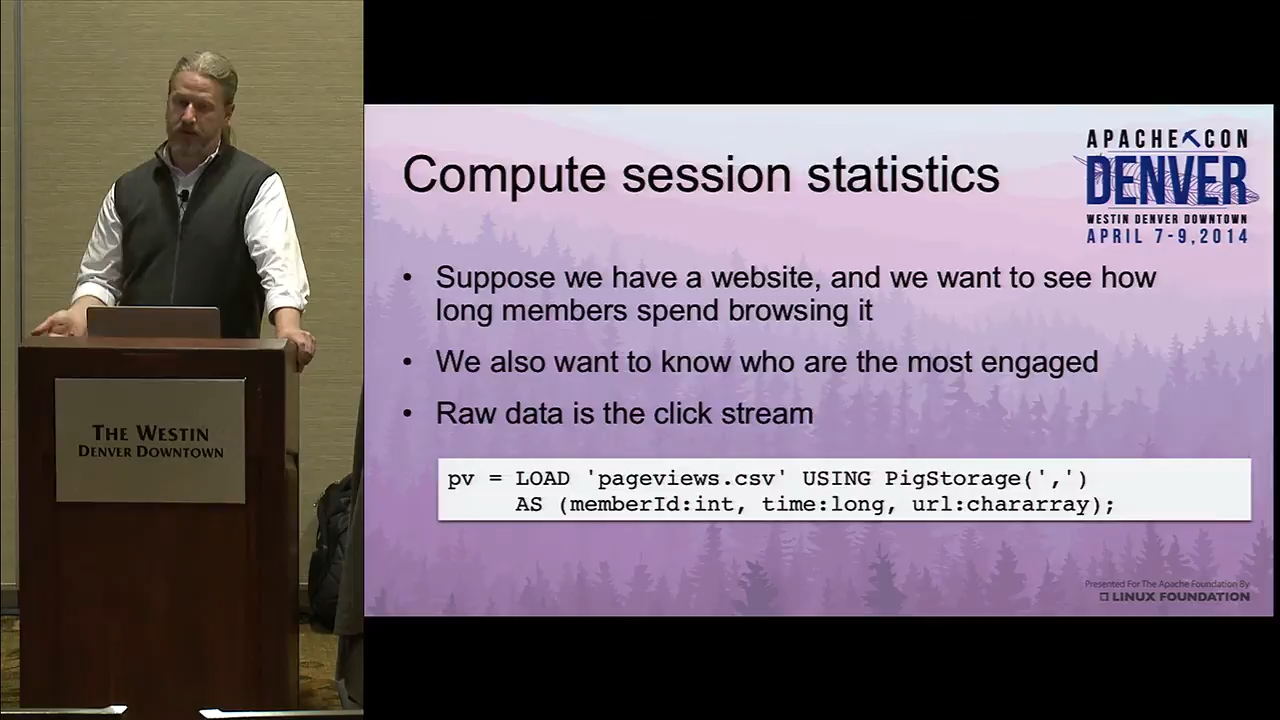 THE WESTIN
DENVER DOWNTOWN
Compute session statistics
APACHE CON
DENVER
WESTIN DENVER DOWNTOWN
APRIL 7-9, 2014
• Suppose we have a website, and we want to see how
long members spend browsing it
• We also want to know who are the most engaged
• Raw data is the click stream
pv = LOAD 'pageviews.csv' USING PigStorage(',')
AS (memberId:int, time:long, url:chararray);
Presented For The Apache Foundation By
LINUX FOUNDATION